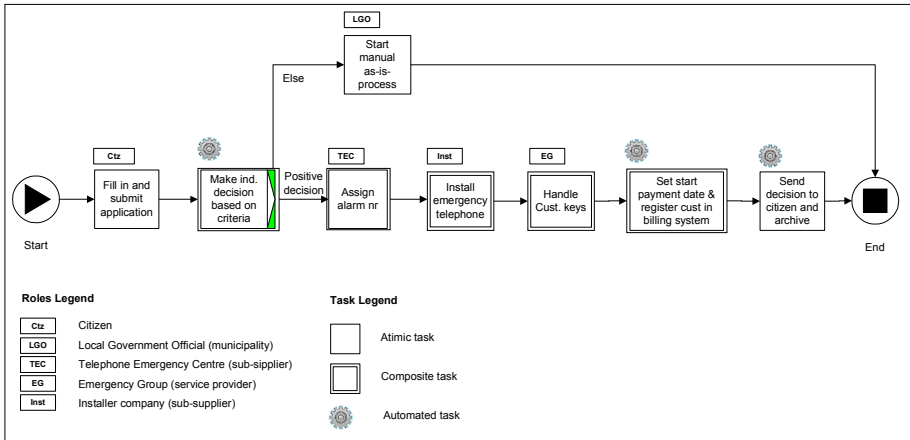 LGO
Start
manual
as-is-
process
Else
Ctz
Fill in and
submit
application
Make ind.
decision
based on
criteria
Positive
decision
TEC
Assign
alarm nr
Inst
Install
emergency
telephone
EG
Handle
Cust. keys
Set start
payment date &
register cust in
billing system
Send
decision to
citizen and
archive
Start
End
Roles Legend
Ctz Citizen
LGO Local Government Official (municipality)
TEC Telephone Emergency Centre (sub-sipplier)
EG Emergency Group (service provider)
Inst Installer company (sub-supplier)
Task Legend
Atimic task
Composite task
Automated task